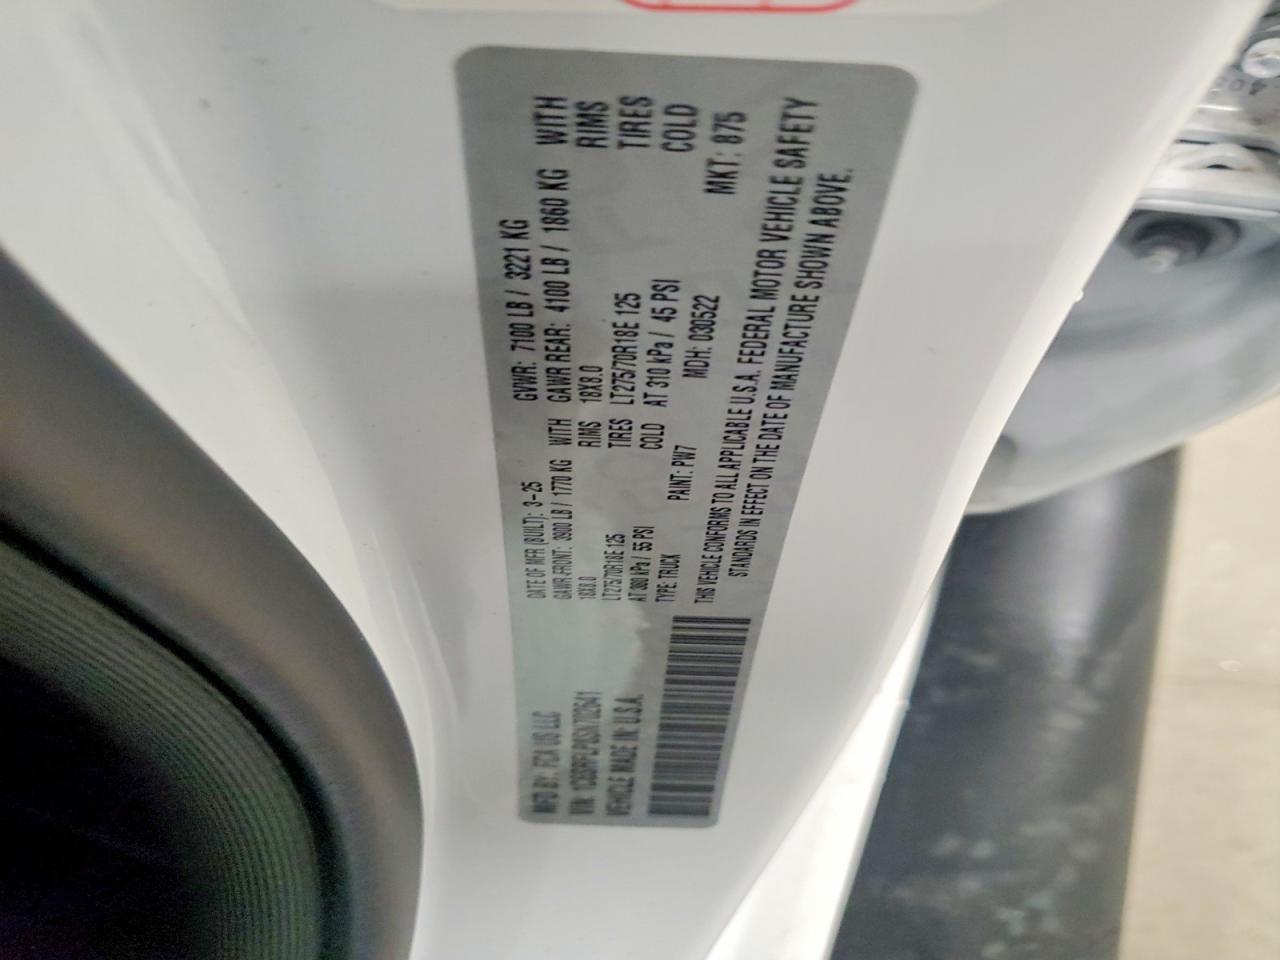 MFD BY: FCA US LLC
DATE OF MFR (BUILT): 3-25 GVWR: 7100 LB / 3221 KG
GAWR FRONT: 3900 LB / 1770 KG WITH GAWR REAR: 4100 LB / 1860 KG WITH
18X8.0 RIMS 18X8.0 RIMS
LT275/70R18E 125 TIRES LT275/70R18E 125 TIRES
AT 380 kPa / 55 PSI COLD AT 310 kPa / 45 PSI COLD
VIN:
VEHICLE MADE IN: U.S.A.
TYPE: TRUCK PAINT: PW7 MDH: 030522 MKT: 875
THIS VEHICLE CONFORMS TO ALL APPLICABLE U.S.A. FEDERAL MOTOR VEHICLE SAFETY
STANDARDS IN EFFECT ON THE DATE OF MANUFACTURE SHOWN ABOVE.